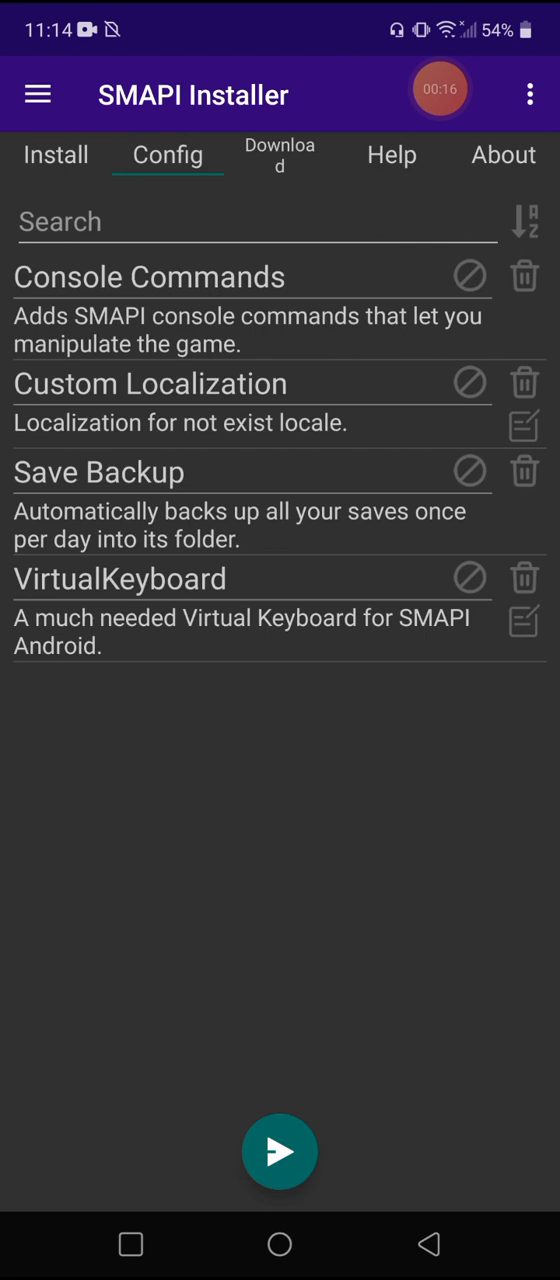 11:14 54%
SMAPI Installer 00:16
Install Config Downloa
d Help About
Search
Console Commands
Adds SMAPI console commands that let you
manipulate the game.
Custom Localization
Localization for not exist locale.
Save Backup
Automatically backs up all your saves once
per day into its folder.
VirtualKeyboard
A much needed Virtual Keyboard for SMAPI
Android.